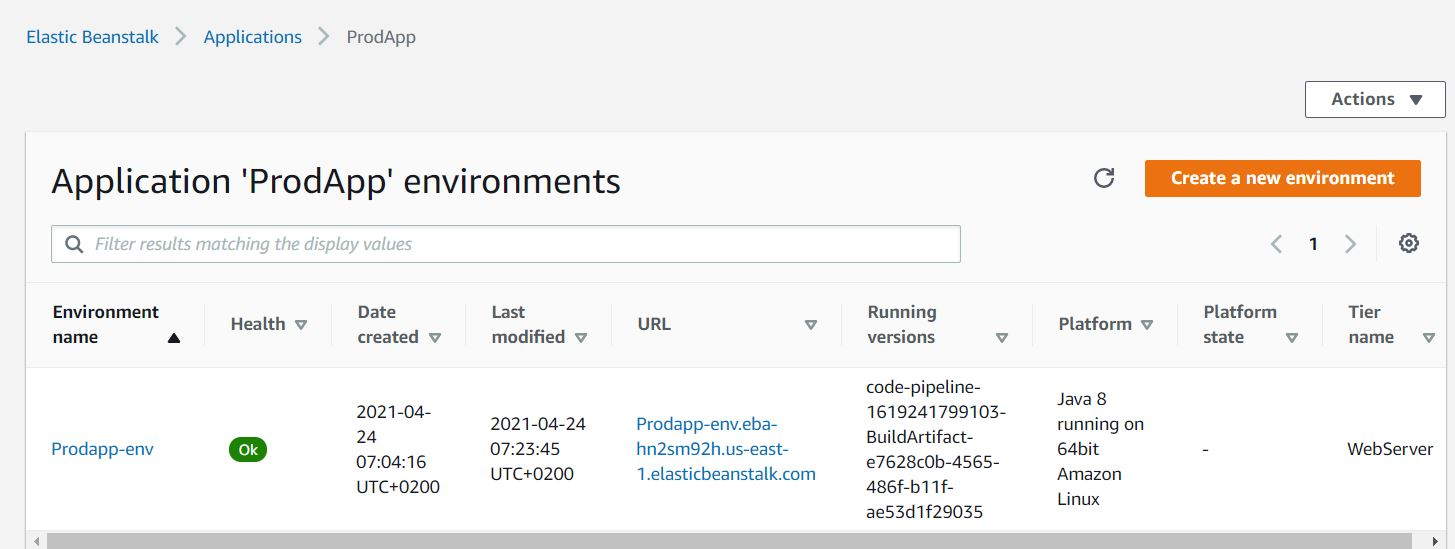 Elastic Beanstalk > Applications > ProdApp
Actions
Application 'ProdApp' environments
Create a new environment
Filter results matching the display values
1
Environment
name
Health
Date
created
Last
modified
URL
Running
versions
Platform
Platform
state
Tier
name
Prodapp-env
Ok
2021-04-
24
07:04:16
UTC+0200
2021-04-24
07:23:45
UTC+0200
Prodapp-env.eba-
hn2sm92h.us-east-
1.elasticbeanstalk.com
code-pipeline-
1619241799103-
BuildArtifact-
e7628c0b-4565-
486f-b11f-
ae53d1f29035
Java 8
running on
64bit
Amazon
Linux
-
WebServer